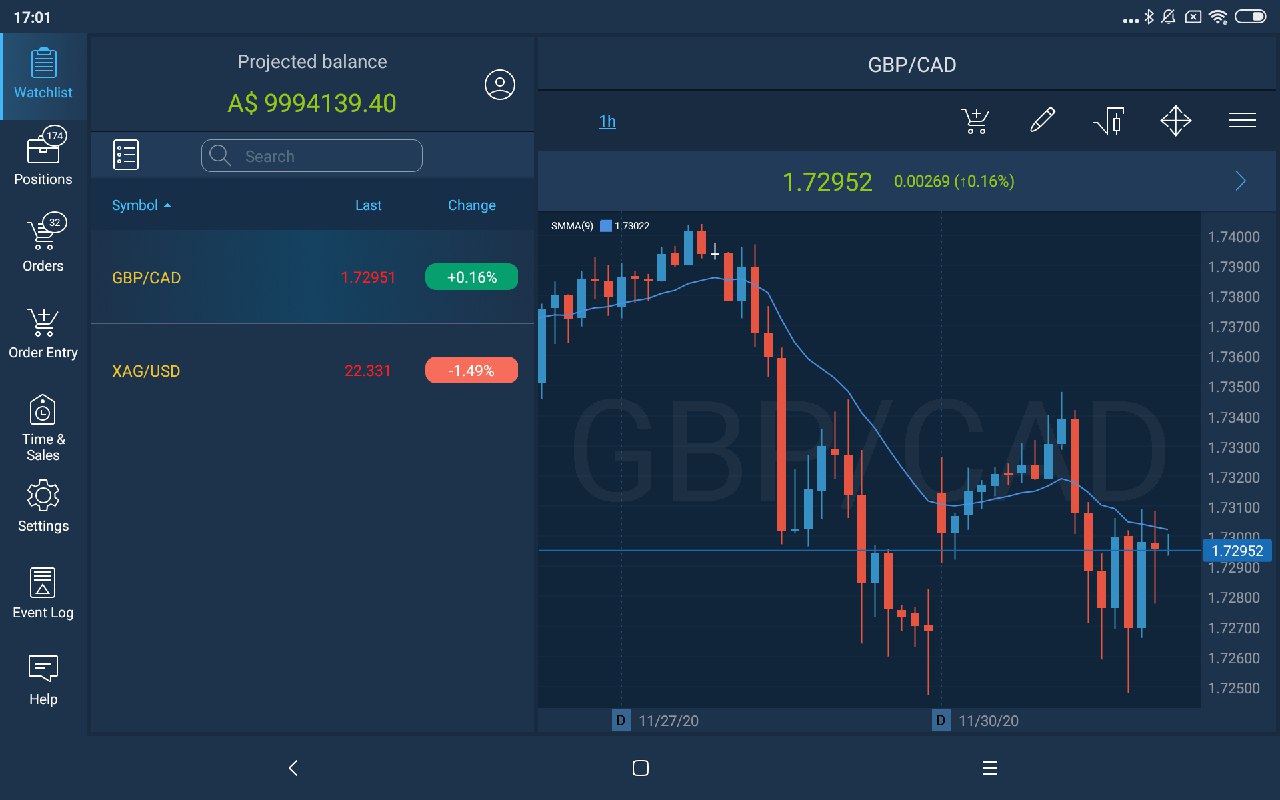 17:01
Watchlist
174
Positions
32
Orders
Order Entry
Time &
Sales
Settings
Event Log
Help
Projected balance
A$ 9994139.40
Search
Symbol Last Change
GBP/CAD 1.72951 +0.16%
XAG/USD 22.331 -1.49%
GBP/CAD
1h
1.72952 0.00269 (↑0.16%)
SMMA(9) 1.73022
GBP/CAD
1.74000
1.73900
1.73800
1.73700
1.73600
1.73500
1.73400
1.73300
1.73200
1.73100
1.73000
1.72952
1.72900
1.72800
1.72700
1.72600
1.72500
D 11/27/20 D 11/30/20